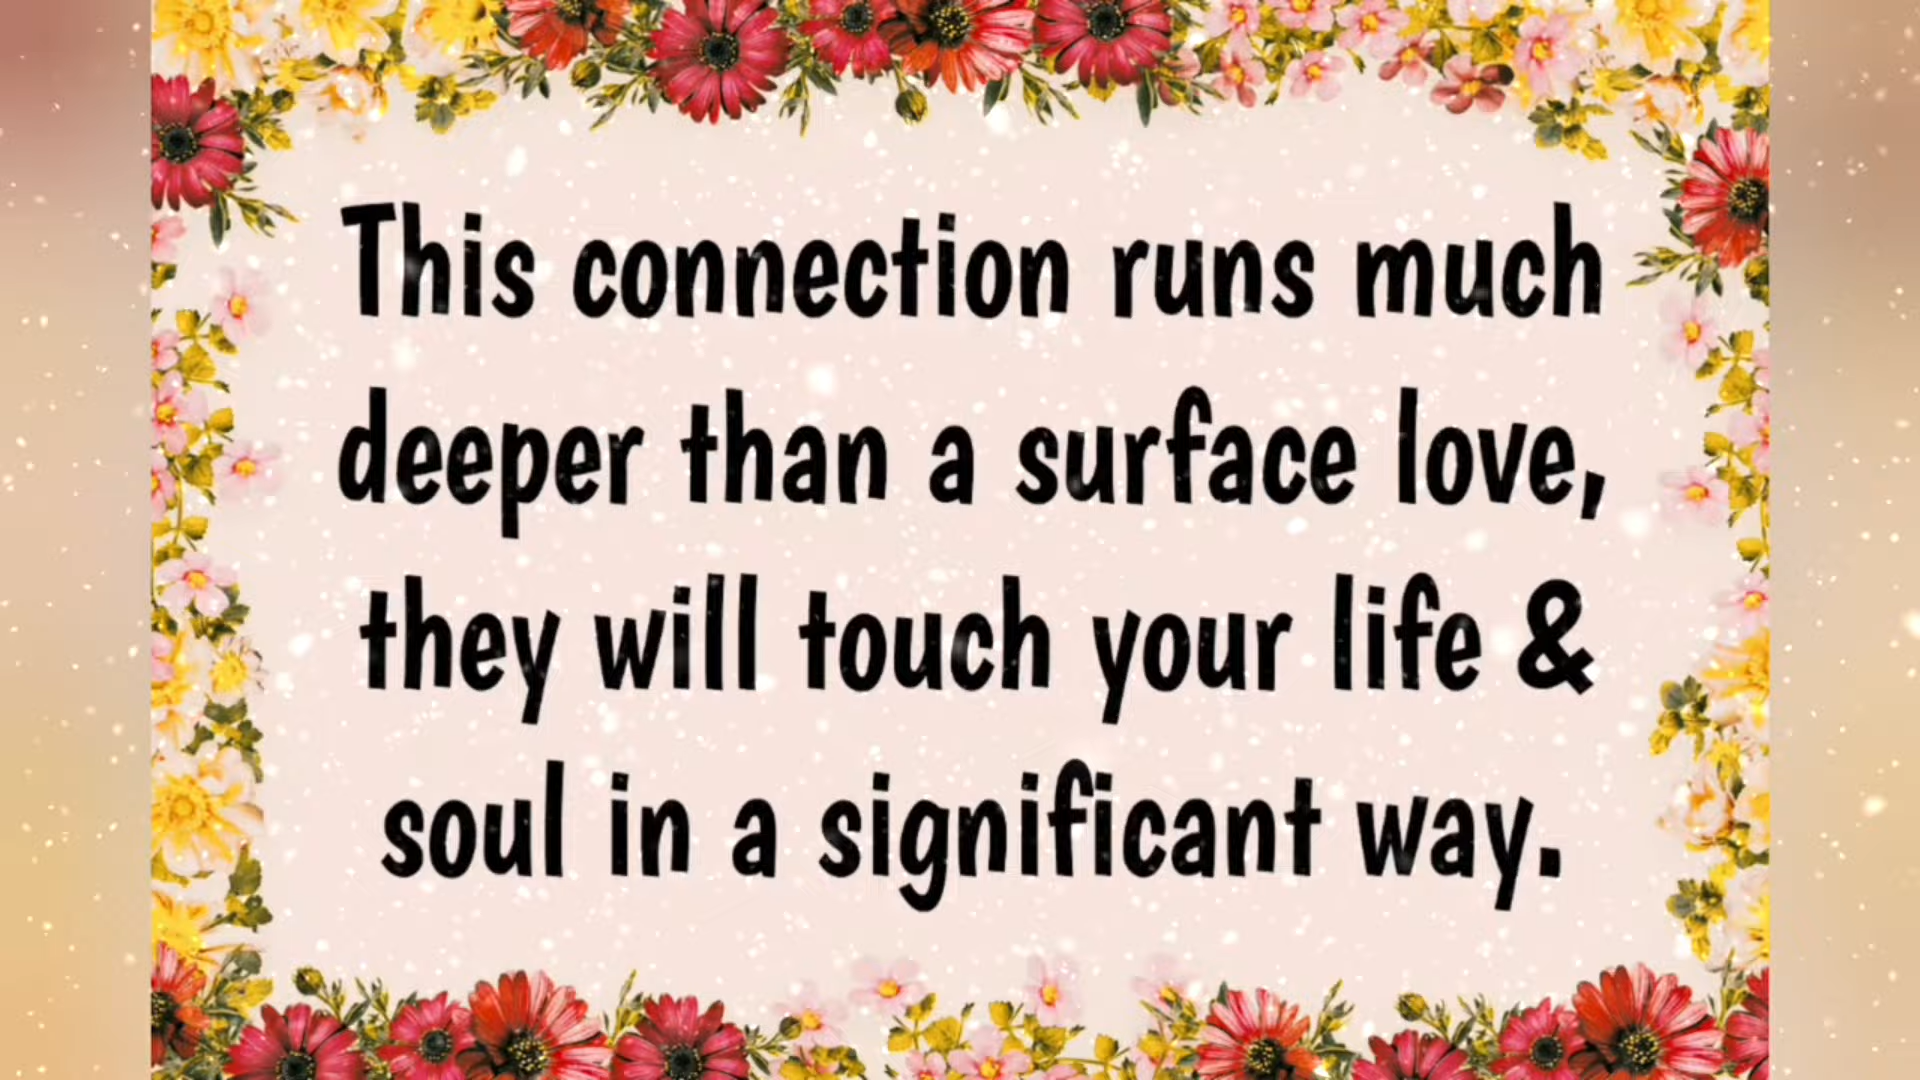 This connection runs much
deeper than a surface love,
they will touch your life &
soul in a significant way.